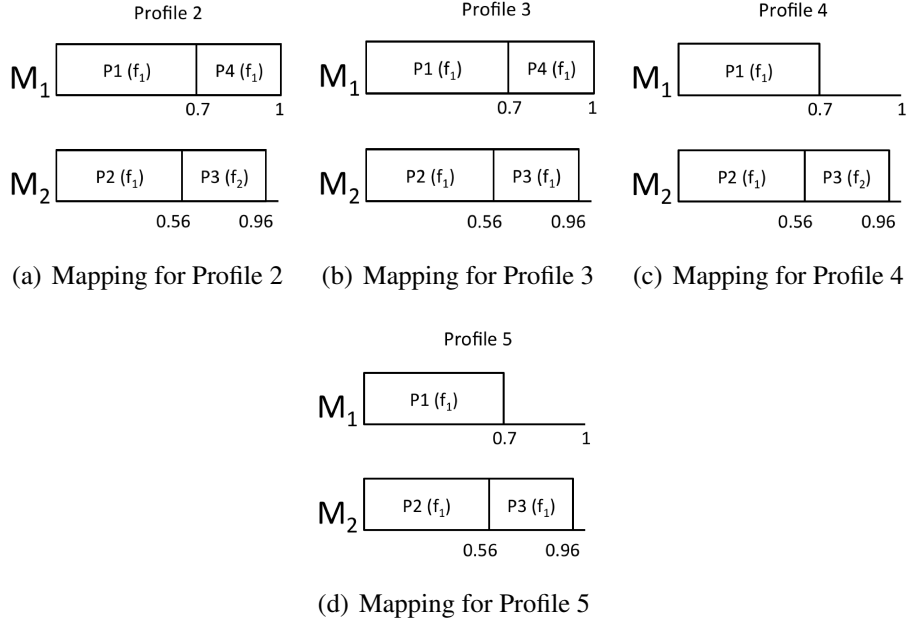 Profile 2
M₁ P1 (f₁) P4 (f₁)
0.7 1
M₂ P2 (f₁) P3 (f₂)
0.56 0.96
(a) Mapping for Profile 2
Profile 3
M₁ P1 (f₁) P4 (f₁)
0.7 1
M₂ P2 (f₁) P3 (f₁)
0.56 0.96
(b) Mapping for Profile 3
Profile 4
M₁ P1 (f₁)
0.7 1
M₂ P2 (f₁) P3 (f₂)
0.56 0.96
(c) Mapping for Profile 4
Profile 5
M₁ P1 (f₁)
0.7 1
M₂ P2 (f₁) P3 (f₁)
0.56 0.96
(d) Mapping for Profile 5